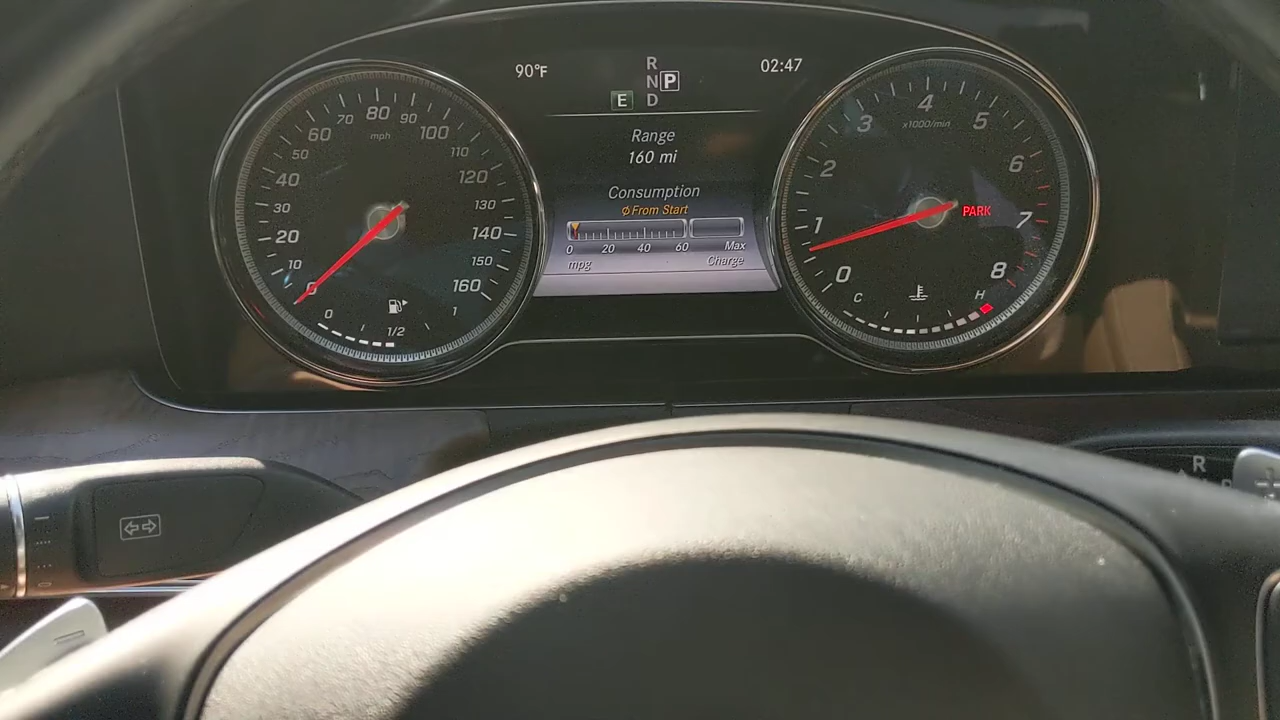 90°F
R
N P
E D
02:47
Range
160 mi
Consumption
∅From Start
0 20 40 60 Max
mpg Charge
0 10 20 30 40 50 60 70 80 90 100 110 120 130 140 150 160
mph
0 1/2 1
0 1 2 3 4 5 6 7 8
x1000/min
PARK
C H
R